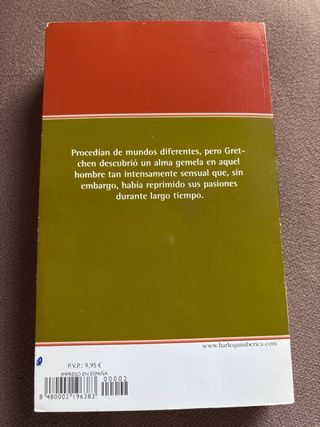 Procedían de mundos diferentes, pero Gret-
chen descubrió un alma gemela en aquel
hombre tan intensamente sensual que, sin
embargo, había reprimido sus pasiones
durante largo tiempo.
www.harlequiniberica.com
P.V.P.: 9,95 €
IMPRESO EN ESPAÑA
00002
8 480002 196383